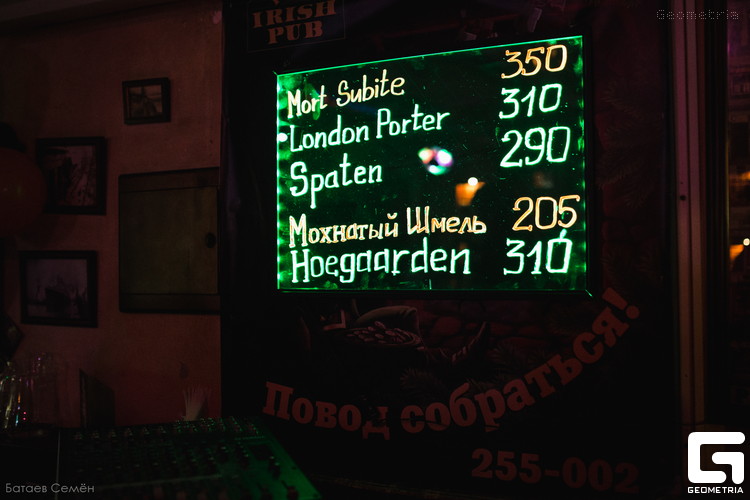 Geometria
IRISH
PUB
Mort Subite 350
London Porter 310
Spaten 290
Мохнатый Шмель 205
Hoegaarden 310
Повод собраться!
255-002
Батаев Семён
GEOMETRIA